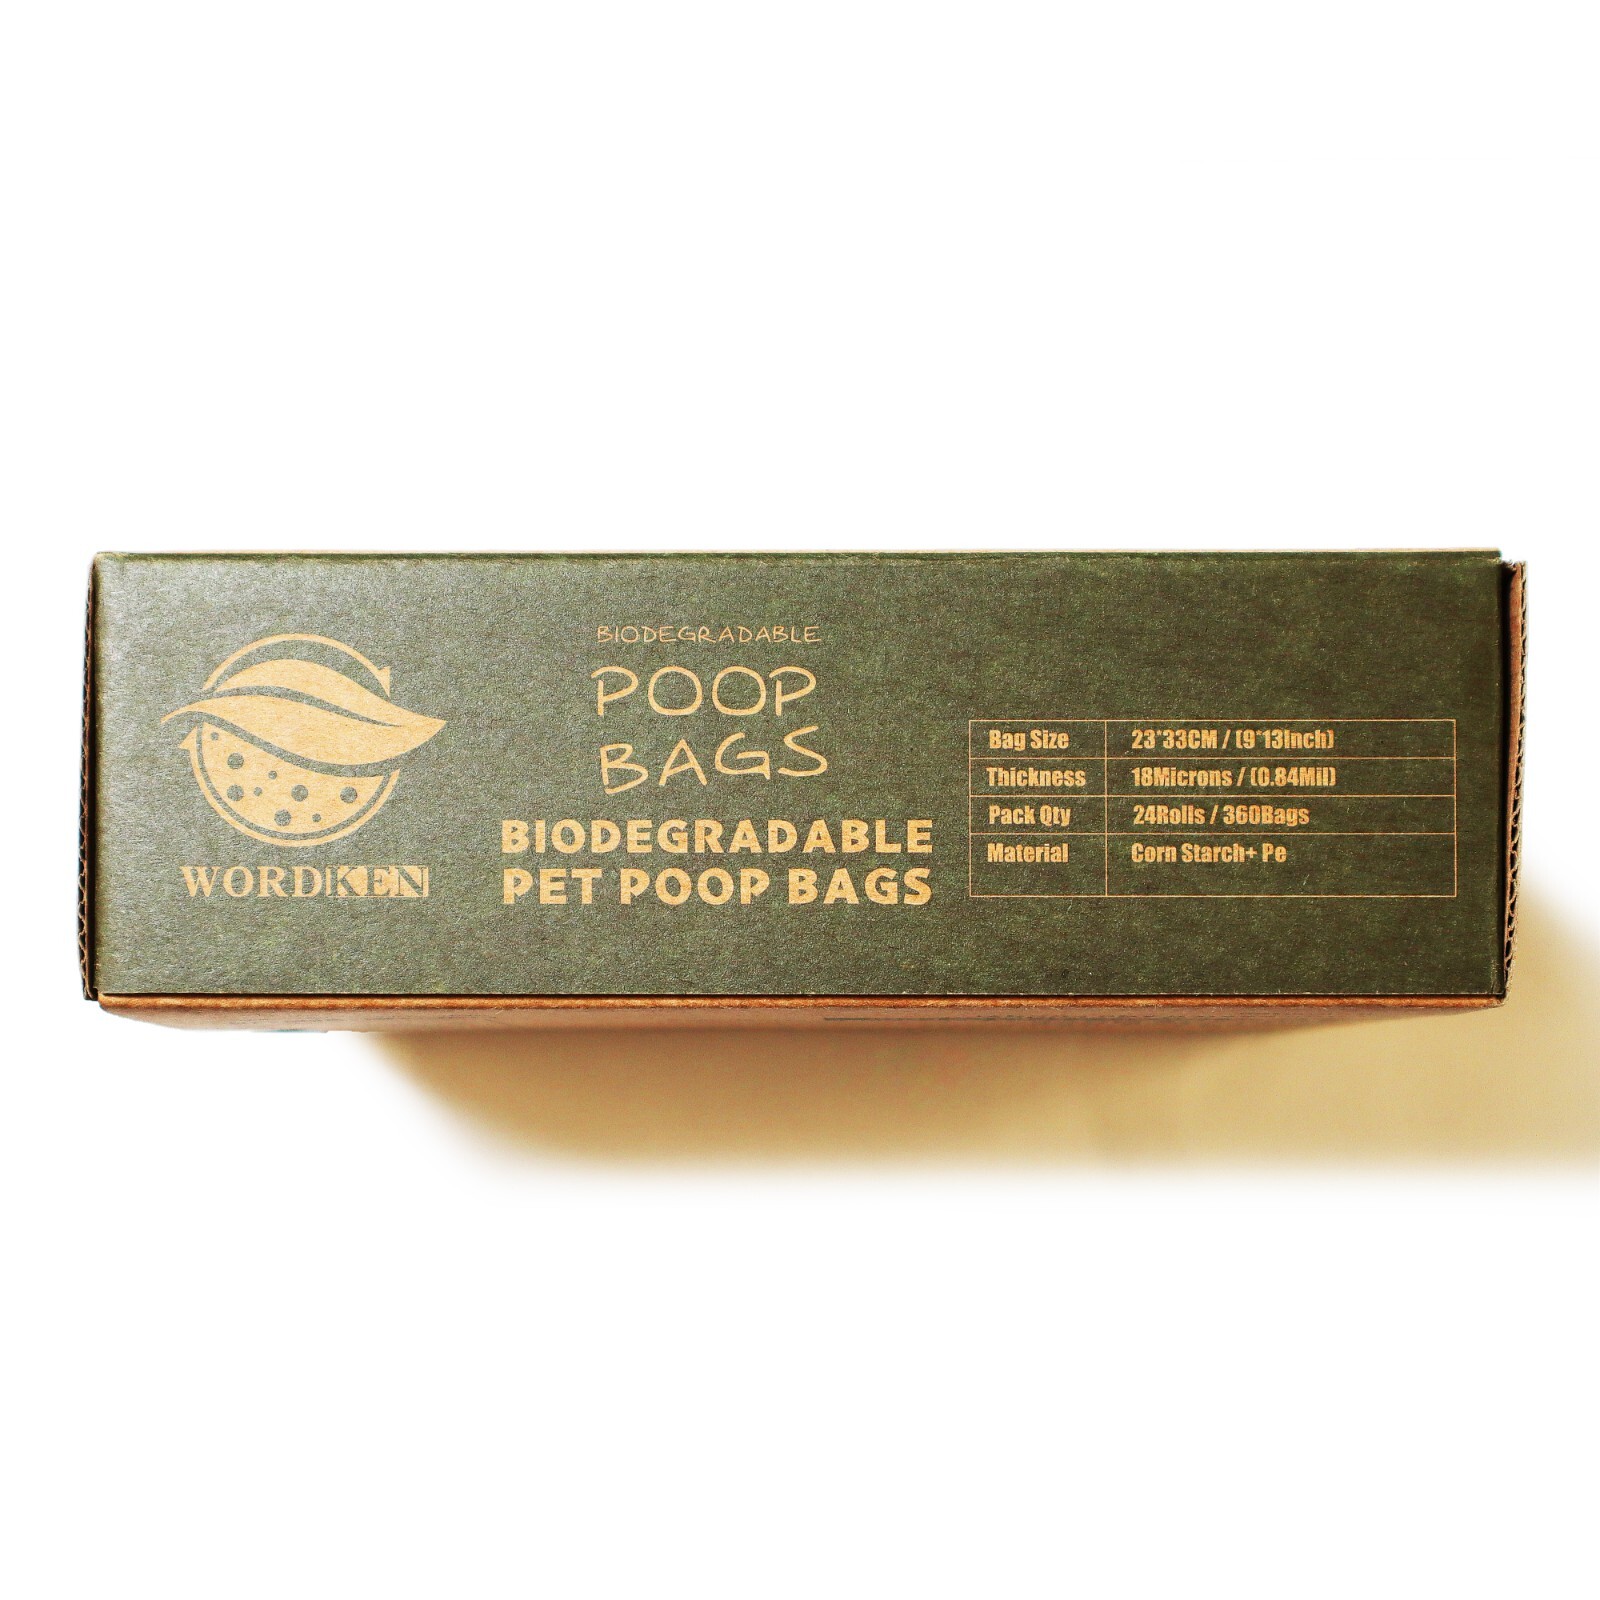 WORDKEN
BIODEGRADABLE
POOP
BAGS
BIODEGRADABLE
PET POOP BAGS
Bag Size 23*33CM / (9*13Inch)
Thickness 18Microns / (0.84Mil)
Pack Qty 24Rolls / 360Bags
Material Corn Starch+ Pe